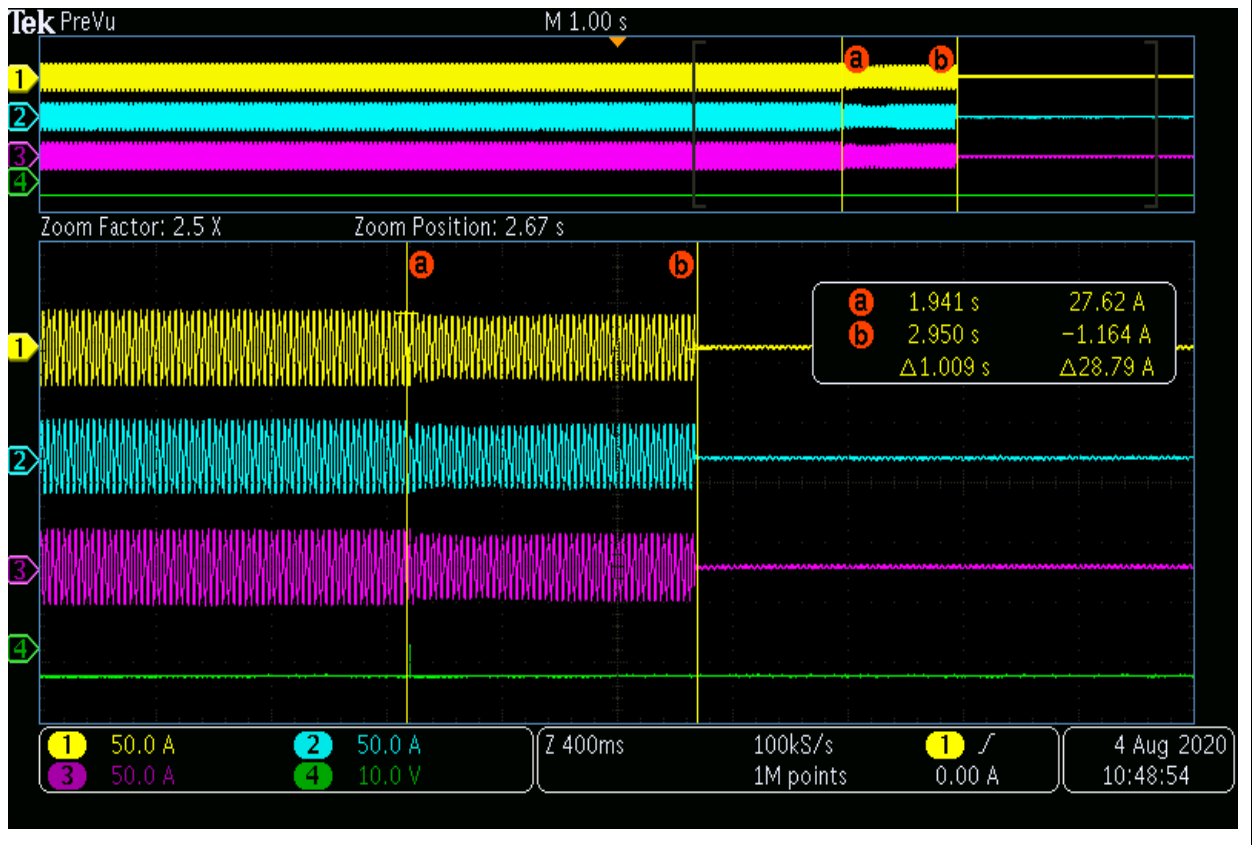 Tek PreVu M 1.00 s
a b
1
2
3
4
Zoom Factor: 2.5 X Zoom Position: 2.67 s
a b
a 1.941 s 27.62 A
b 2.950 s −1.164 A
△1.009 s △28.79 A
1
2
3
4
1 50.0 A 2 50.0 A Z 400ms 100kS/s 1 4 Aug 2020
3 50.0 A 4 10.0 V 1M points 0.00 A 10:48:54